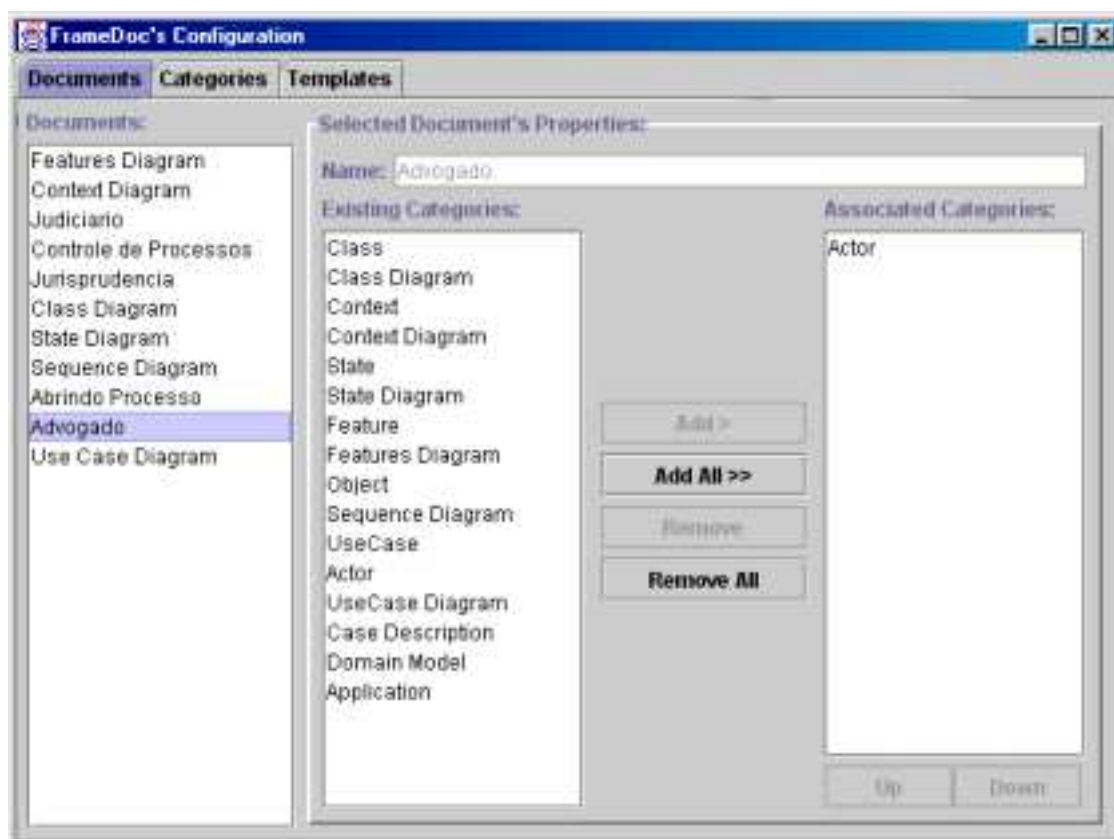 FrameDoc's Configuration
Documents Categories Templates
Documents:
Features Diagram
Context Diagram
Judiciario
Controle de Processos
Jurisprudencia
Class Diagram
State Diagram
Sequence Diagram
Abrindo Processo
Advogado
Use Case Diagram
Selected Document's Properties:
Name: Advogado
Existing Categories:
Class
Class Diagram
Context
Context Diagram
State
State Diagram
Feature
Features Diagram
Object
Sequence Diagram
UseCase
Actor
UseCase Diagram
Case Description
Domain Model
Application
Add >
Add All >>
Remove
Remove All
Associated Categories:
Actor
Up Down